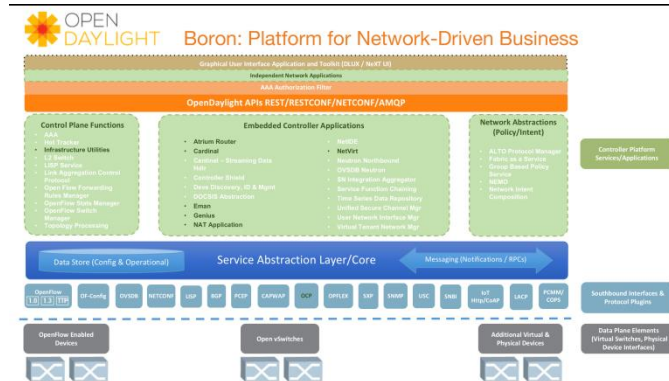 OPEN
DAYLIGHT
Boron: Platform for Network-Driven Business
Graphical User Interface Application and Toolkit (DLUX / NeXT UI)
Independent Network Applications
AAA Authorization Filter
OpenDaylight APIs REST/RESTCONF/NETCONF/AMQP
Control Plane Functions
AAA
Host Tracker
Infrastructure Utilities
L2 Switch
LISP Service
Link Aggregation Control
Protocol
Open Flow Forwarding
Rules Manager
OpenFlow Stats Manager
OpenFlow Switch
Manager
Topology Processing
Embedded Controller Applications
Atrium Router
Cardinal
Centinel – Streaming Data
Hdlr
Controller Shield
Dev Discovery, ID & Mgmt
DOCSIS Abstraction
Eman
Genius
NAT Application
NetIDE
NetVirt
Neutron Northbound
OVSDB Neutron
SN Integration Aggregator
Service Function Chaining
Time Series Data Repository
Unified Secure Channel Mgr
User Network Interface Mgr
Virtual Tenant Network Mgr
Network Abstractions
(Policy/Intent)
ALTO Protocol Manager
Fabric as a Service
Group Based Policy
Service
NEMO
Network Intent
Composition
Controller Platform
Services/Applications
Data Store (Config & Operational)
Service Abstraction Layer/Core
Messaging (Notifications / RPCs)
OpenFlow
1.0 1.3 TTP
OF-Config
OVSDB
NETCONF
LISP
BGP
PCEP
CAPWAP
OCP
OPFLEX
SXP
SNMP
USC
SNBI
IoT
Http/CoAP
LACP
PCMM/
COPS
Southbound Interfaces &
Protocol Plugins
OpenFlow Enabled
Devices
Open vSwitches
Additional Virtual &
Physical Devices
Data Plane Elements
(Virtual Switches, Physical
Device Interfaces)